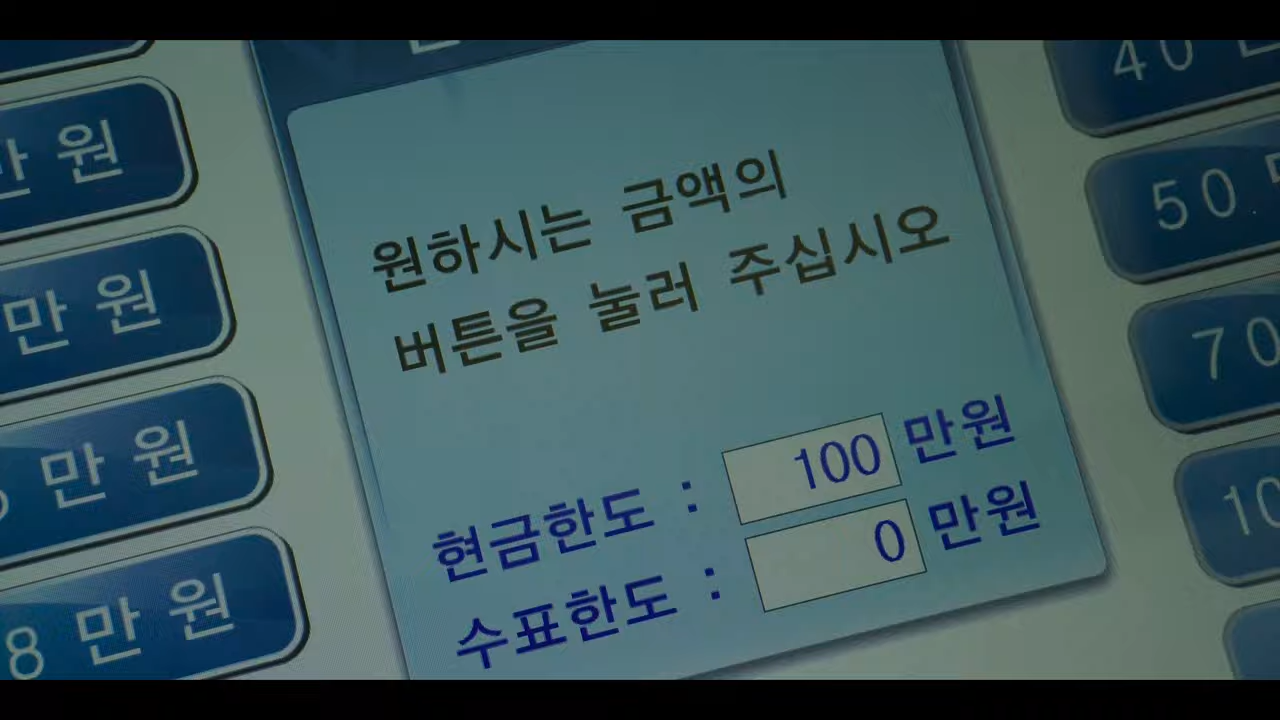 만 원
만 원
만 원
8 만 원
원하시는 금액의
버튼을 눌러 주십시오
현금한도 : 100 만원
수표한도 : 0 만원
40
50
70